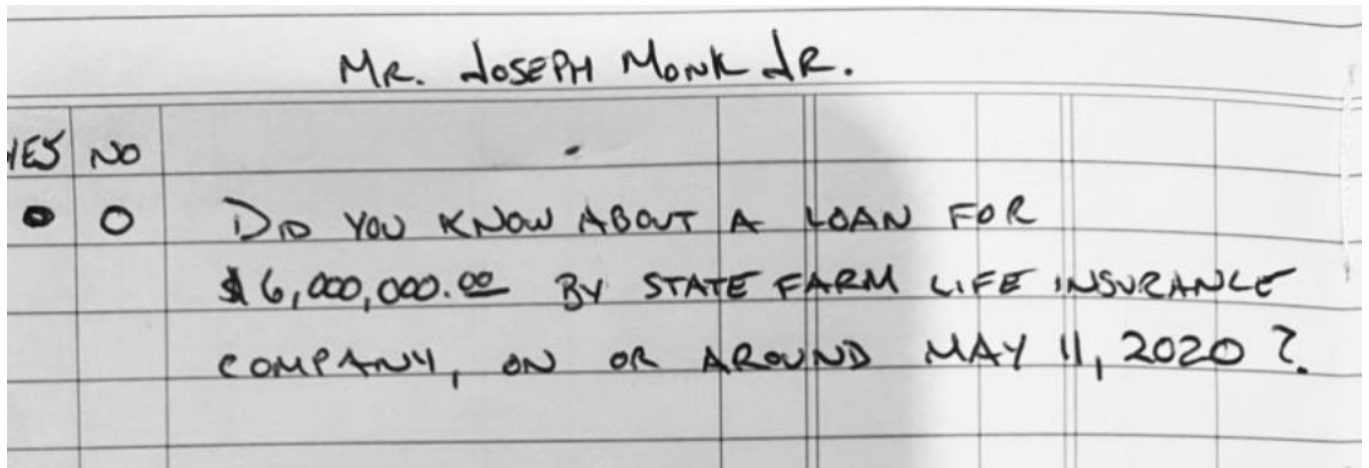 MR. JOSEPH MONK JR.
YES NO
DID YOU KNOW ABOUT A LOAN FOR
$6,000,000.00 BY STATE FARM LIFE INSURANCE
COMPANY, ON OR AROUND MAY 11, 2020?